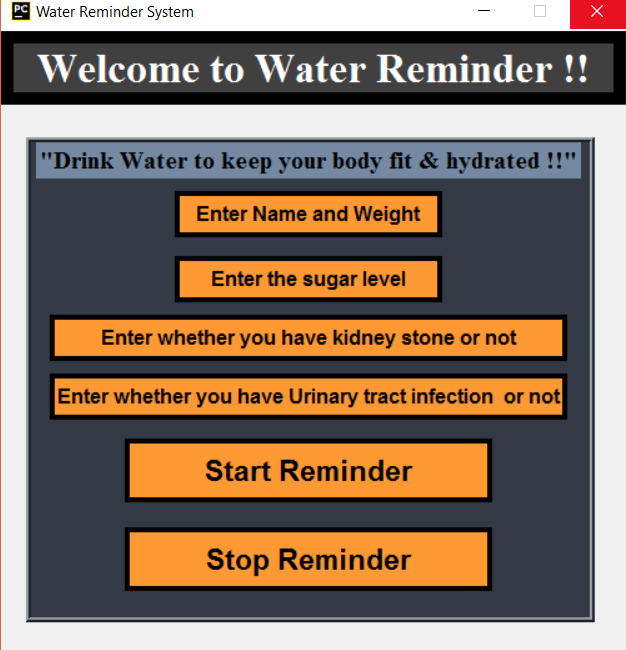 PC Water Reminder System
Welcome to Water Reminder !!
"Drink Water to keep your body fit & hydrated !!"
Enter Name and Weight
Enter the sugar level
Enter whether you have kidney stone or not
Enter whether you have Urinary tract infection  or not
Start Reminder
Stop Reminder